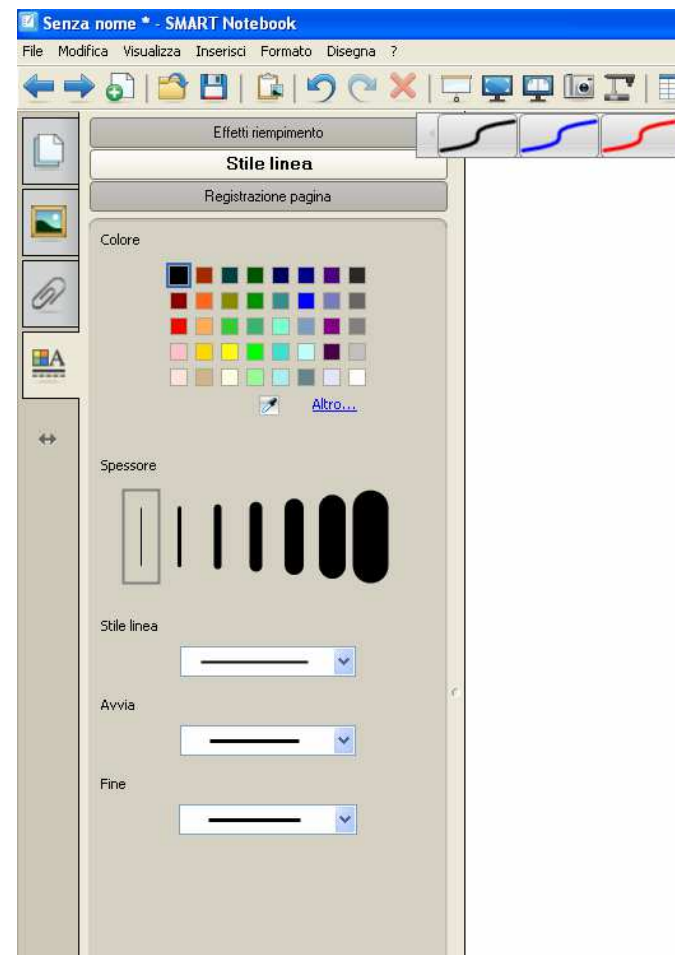 Senza nome * - SMART Notebook
File Modifica Visualizza Inserisci Formato Disegna ?
Effetti riempimento
Stile linea
Registrazione pagina
Colore
A
Altro...
Spessore
Stile linea
Avvia
Fine